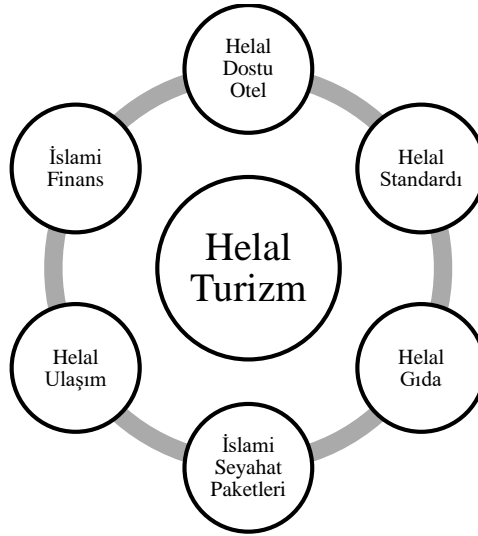 Helal
Dostu
Otel
Helal
Standardı
Helal
Gıda
İslami
Seyahat
Paketleri
Helal
Ulaşım
İslami
Finans
Helal
Turizm